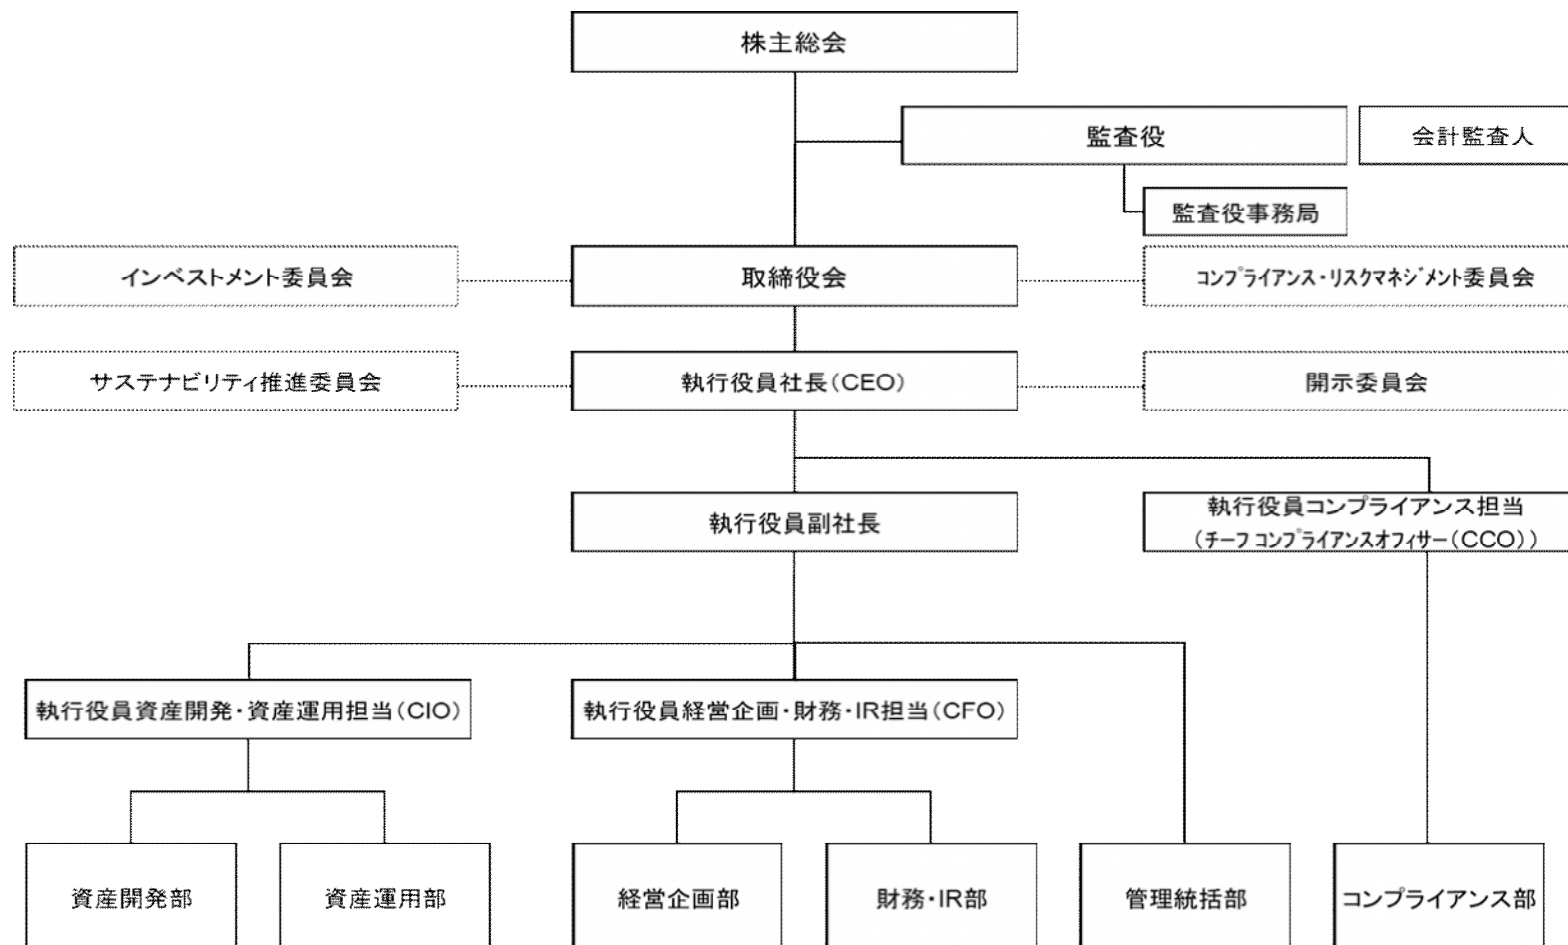 株主総会
監査役
会計監査人
監査役事務局
インベストメント委員会
取締役会
コンプライアンス・リスクマネジメント委員会
サステナビリティ推進委員会
執行役員社長(CEO)
開示委員会
執行役員副社長
執行役員コンプライアンス担当
(チーフ コンプライアンスオフィサー(CCO))
執行役員資産開発・資産運用担当(CIO)
執行役員経営企画・財務・IR担当(CFO)
資産開発部
資産運用部
経営企画部
財務・IR部
管理統括部
コンプライアンス部